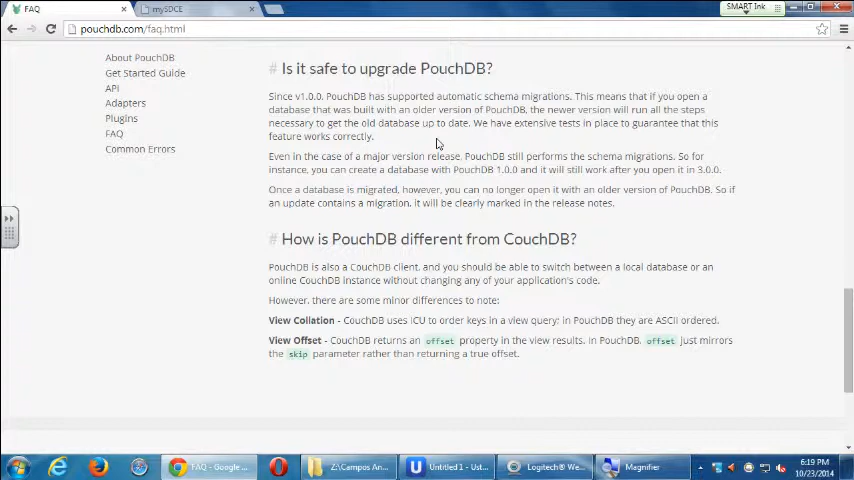 FAQ
mySDCE
SMART Ink
pouchdb.com/faq.html
About PouchDB
Get Started Guide
API
Adapters
Plugins
FAQ
Common Errors
# Is it safe to upgrade PouchDB?
Since v1.0.0, PouchDB has supported automatic schema migrations. This means that if you open a
database that was built with an older version of PouchDB, the newer version will run all the steps
necessary to get the old database up to date. We have extensive tests in place to guarantee that this
feature works correctly.
Even in the case of a major version release, PouchDB still performs the schema migrations. So for
instance, you can create a database with PouchDB 1.0.0 and it will still work after you open it in 3.0.0.
Once a database is migrated, however, you can no longer open it with an older version of PouchDB. So if
an update contains a migration, it will be clearly marked in the release notes.
# How is PouchDB different from CouchDB?
PouchDB is also a CouchDB client, and you should be able to switch between a local database or an
online CouchDB instance without changing any of your application's code.
However, there are some minor differences to note:
View Collation - CouchDB uses ICU to order keys in a view query; in PouchDB they are ASCII ordered.
View Offset - CouchDB returns an offset property in the view results. In PouchDB, offset just mirrors
the skip parameter rather than returning a true offset.
FAQ - Google ...
Z:\Campos An...
Untitled 1 - Ust...
Logitech® We...
Magnifier
6:19 PM
10/23/2014